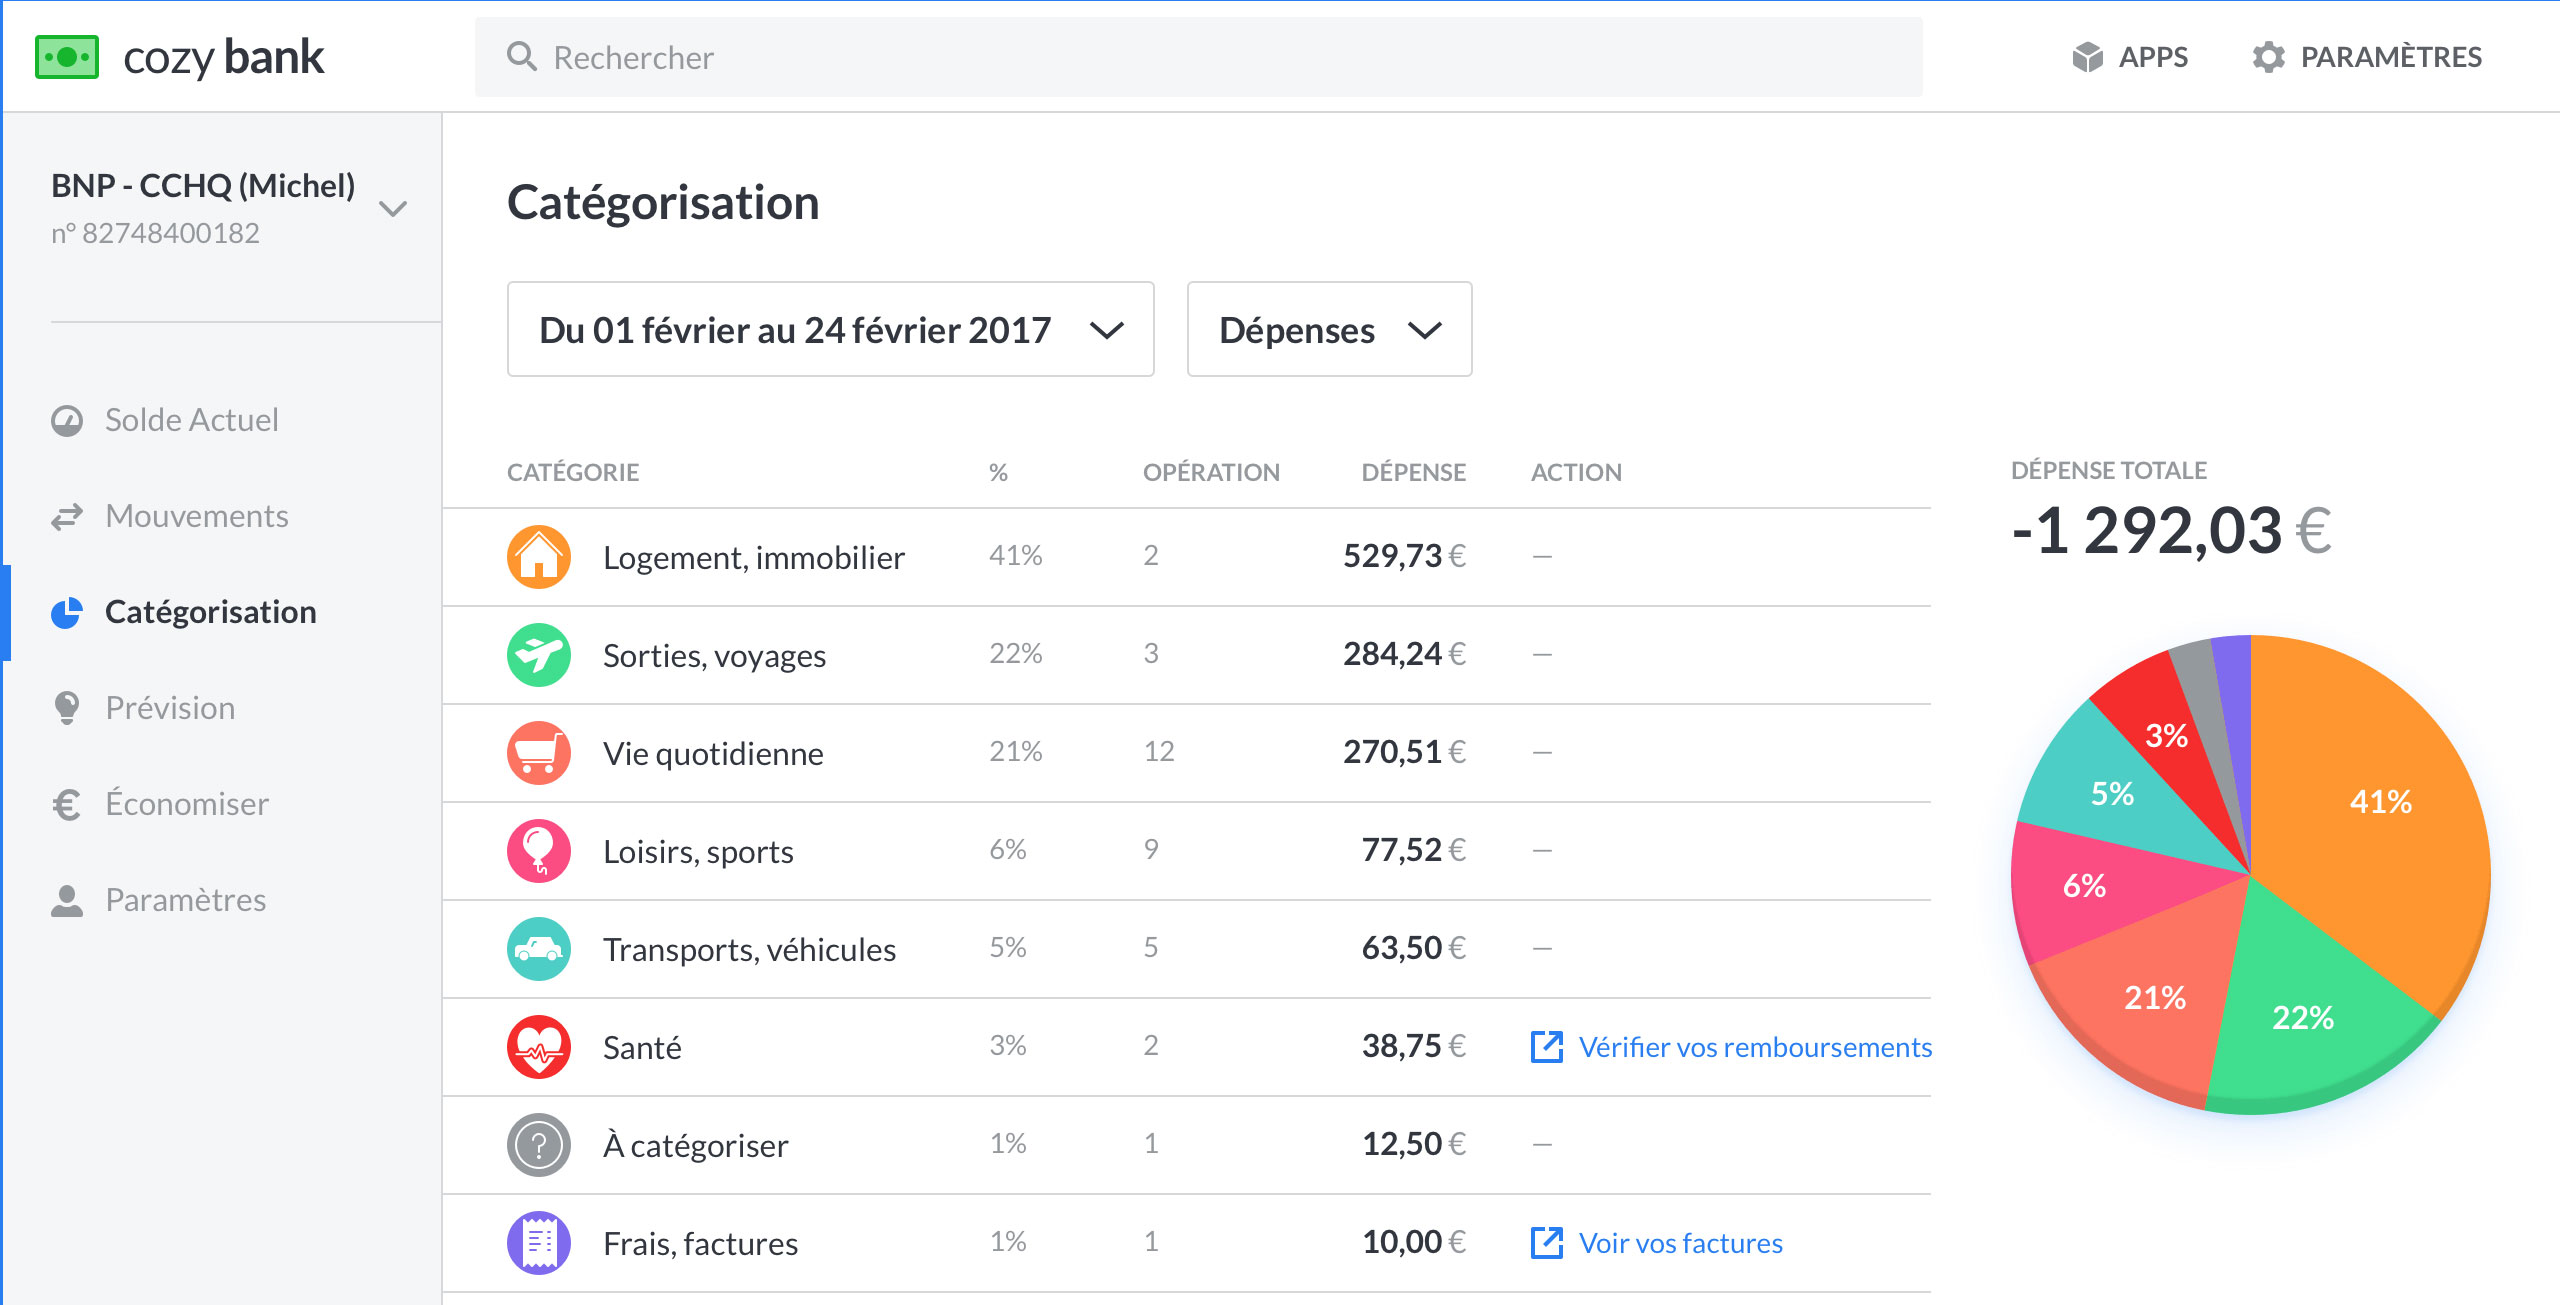 cozy bank
Rechercher
APPS
PARAMÈTRES
BNP - CCHQ (Michel)
n° 82748400182
Solde Actuel
Mouvements
Catégorisation
Prévision
Économiser
Paramètres
Catégorisation
Du 01 février au 24 février 2017
Dépenses
CATÉGORIE % OPÉRATION DÉPENSE ACTION
Logement, immobilier 41% 2 529,73 € —
Sorties, voyages 22% 3 284,24 € —
Vie quotidienne 21% 12 270,51 € —
Loisirs, sports 6% 9 77,52 € —
Transports, véhicules 5% 5 63,50 € —
Santé 3% 2 38,75 € Vérifier vos remboursements
? À catégoriser 1% 1 12,50 € —
Frais, factures 1% 1 10,00 € Voir vos factures
DÉPENSE TOTALE
-1 292,03 €
3%
5%
41%
6%
21%
22%